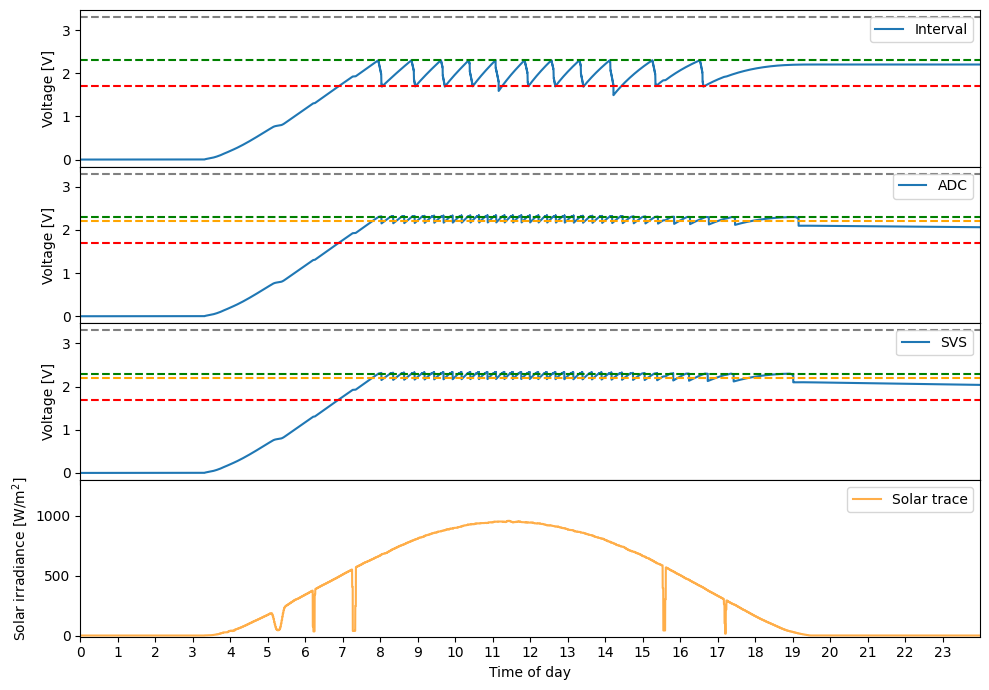 Voltage [V]
3
2
1
0
Interval
Voltage [V]
3
2
1
0
ADC
Voltage [V]
3
2
1
0
SVS
Solar irradiance [W/m²]
1000
500
0
Solar trace
0 1 2 3 4 5 6 7 8 9 10 11 12 13 14 15 16 17 18 19 20 21 22 23
Time of day